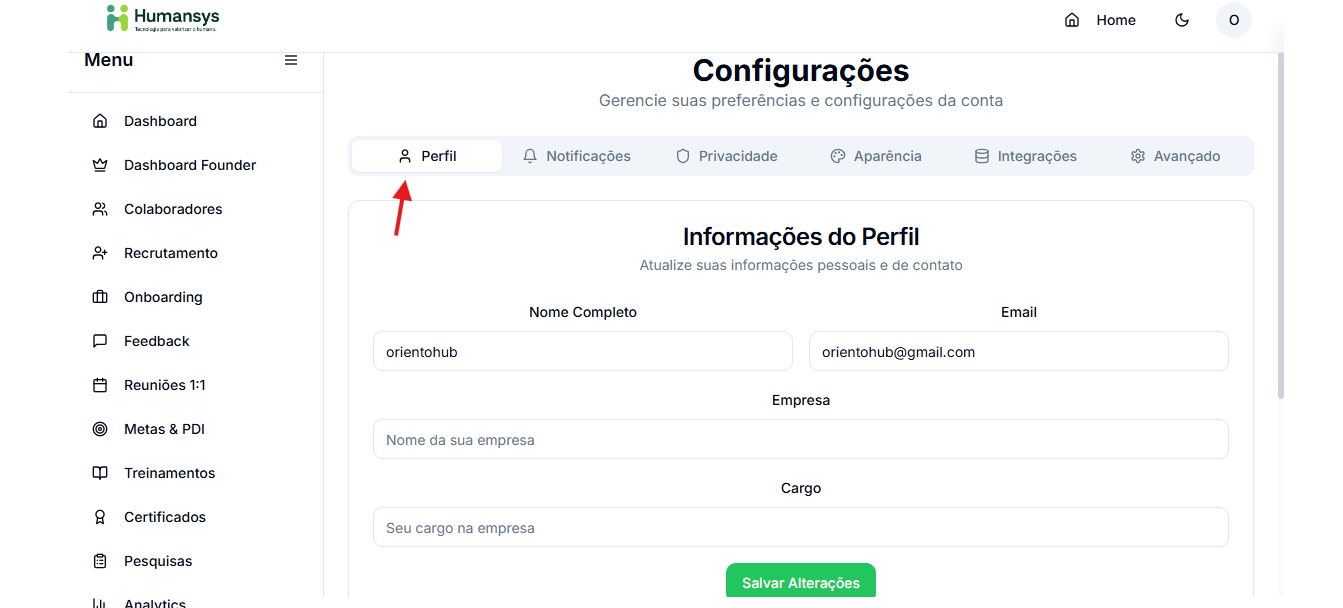 Humansys
Tecnologia para valorizar o humano.
Home
O
Menu
Configurações
Gerencie suas preferências e configurações da conta
Perfil
Notificações
Privacidade
Aparência
Integrações
Avançado
Dashboard
Dashboard Founder
Colaboradores
Recrutamento
Onboarding
Feedback
Reuniões 1:1
Metas & PDI
Treinamentos
Certificados
Pesquisas
Analytics
Informações do Perfil
Atualize suas informações pessoais e de contato
Nome Completo
Email
orientohub
orientohub@gmail.com
Empresa
Nome da sua empresa
Cargo
Seu cargo na empresa
Salvar Alterações